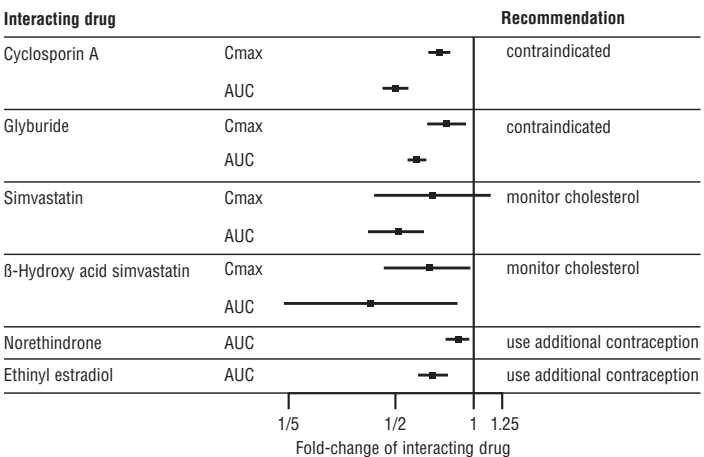 Interacting drug Recommendation
Cyclosporin A Cmax contraindicated
AUC
Glyburide Cmax contraindicated
AUC
Simvastatin Cmax monitor cholesterol
AUC
ß-Hydroxy acid simvastatin Cmax monitor cholesterol
AUC
Norethindrone AUC use additional contraception
Ethinyl estradiol AUC use additional contraception
1/5 1/2 1 1.25
Fold-change of interacting drug